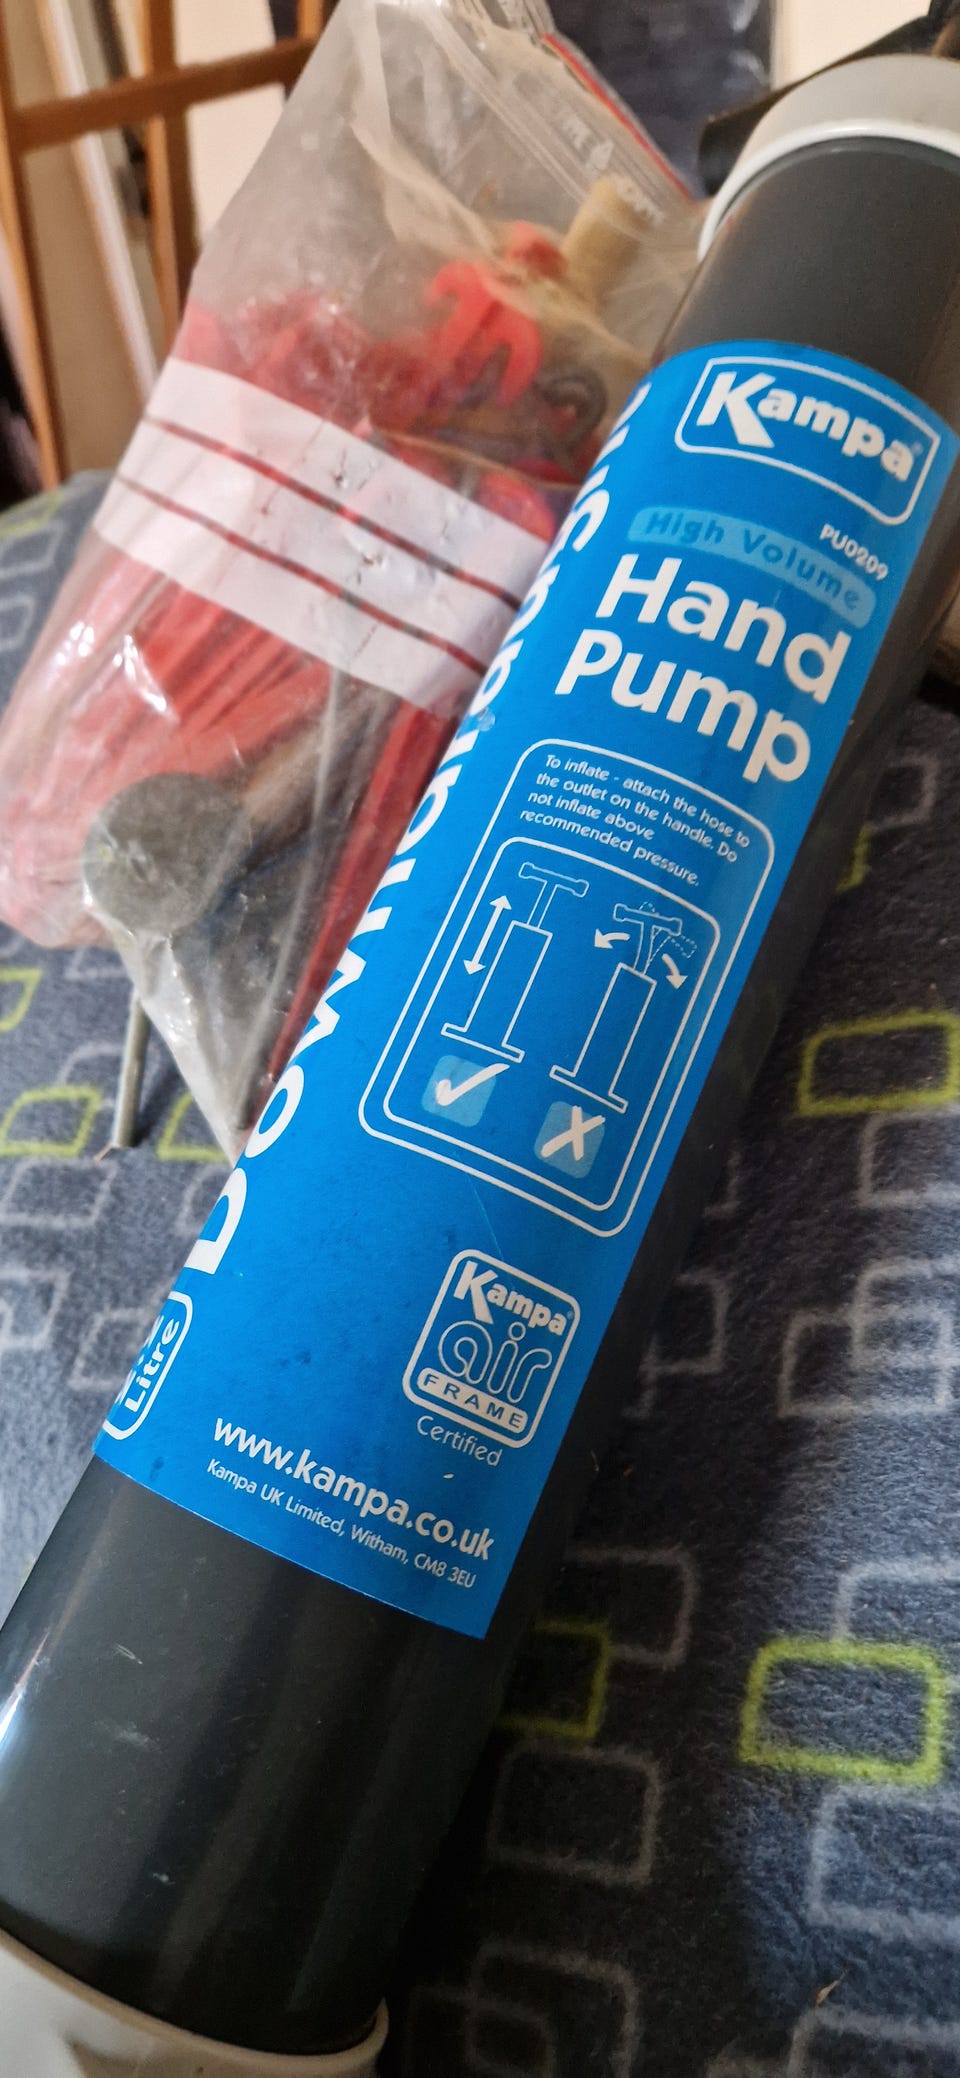 Kampa
PU0209
High Volume
Hand
Pump
To inflate - attach the hose to
the outlet on the handle. Do
not inflate above
recommended pressure.
Kampa
air
FRAME
Certified
www.kampa.co.uk
Kampa UK Limited, Witham, CM8 3EU
Downdraught
Litre